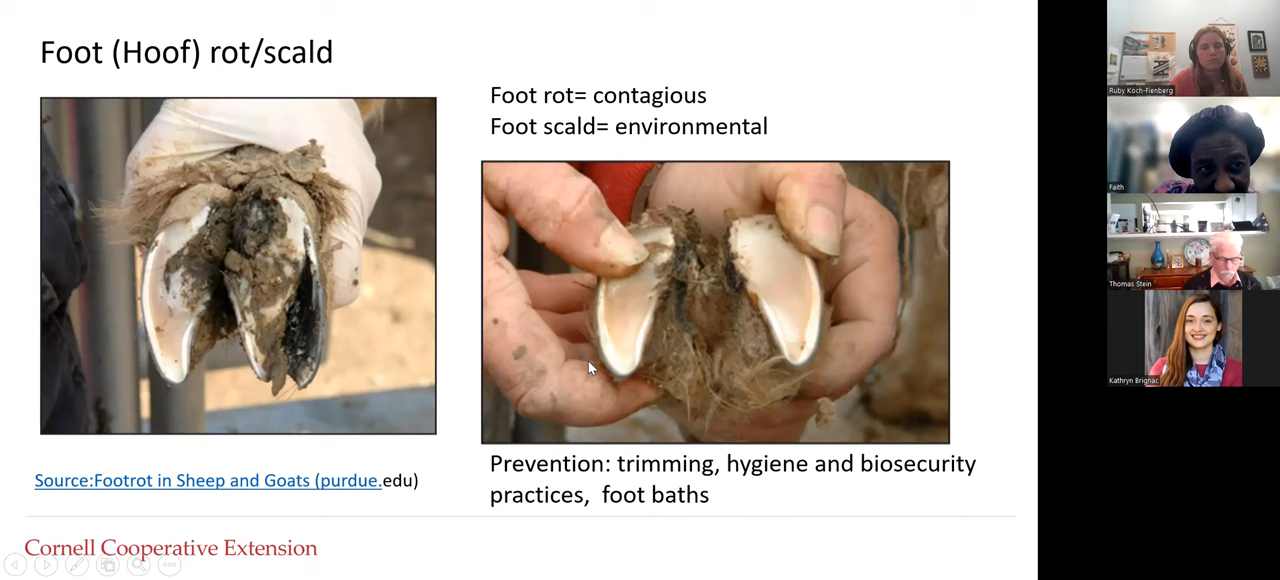 Foot (Hoof) rot/scald
Foot rot= contagious
Foot scald= environmental
Source:Footrot in Sheep and Goats (purdue.edu)
Prevention: trimming, hygiene and biosecurity
practices, foot baths
Cornell Cooperative Extension
Ruby Koch-Fienberg
Faith
Thomas Stein
Kathryn Brignac